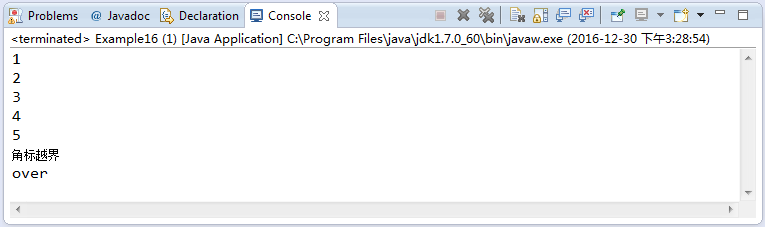 Problems @ Javadoc Declaration Console
<terminated> Example16 (1) [Java Application] C:\Program Files\java\jdk1.7.0_60\bin\javaw.exe (2016-12-30 下午3:28:54)
1
2
3
4
5
角标越界
over